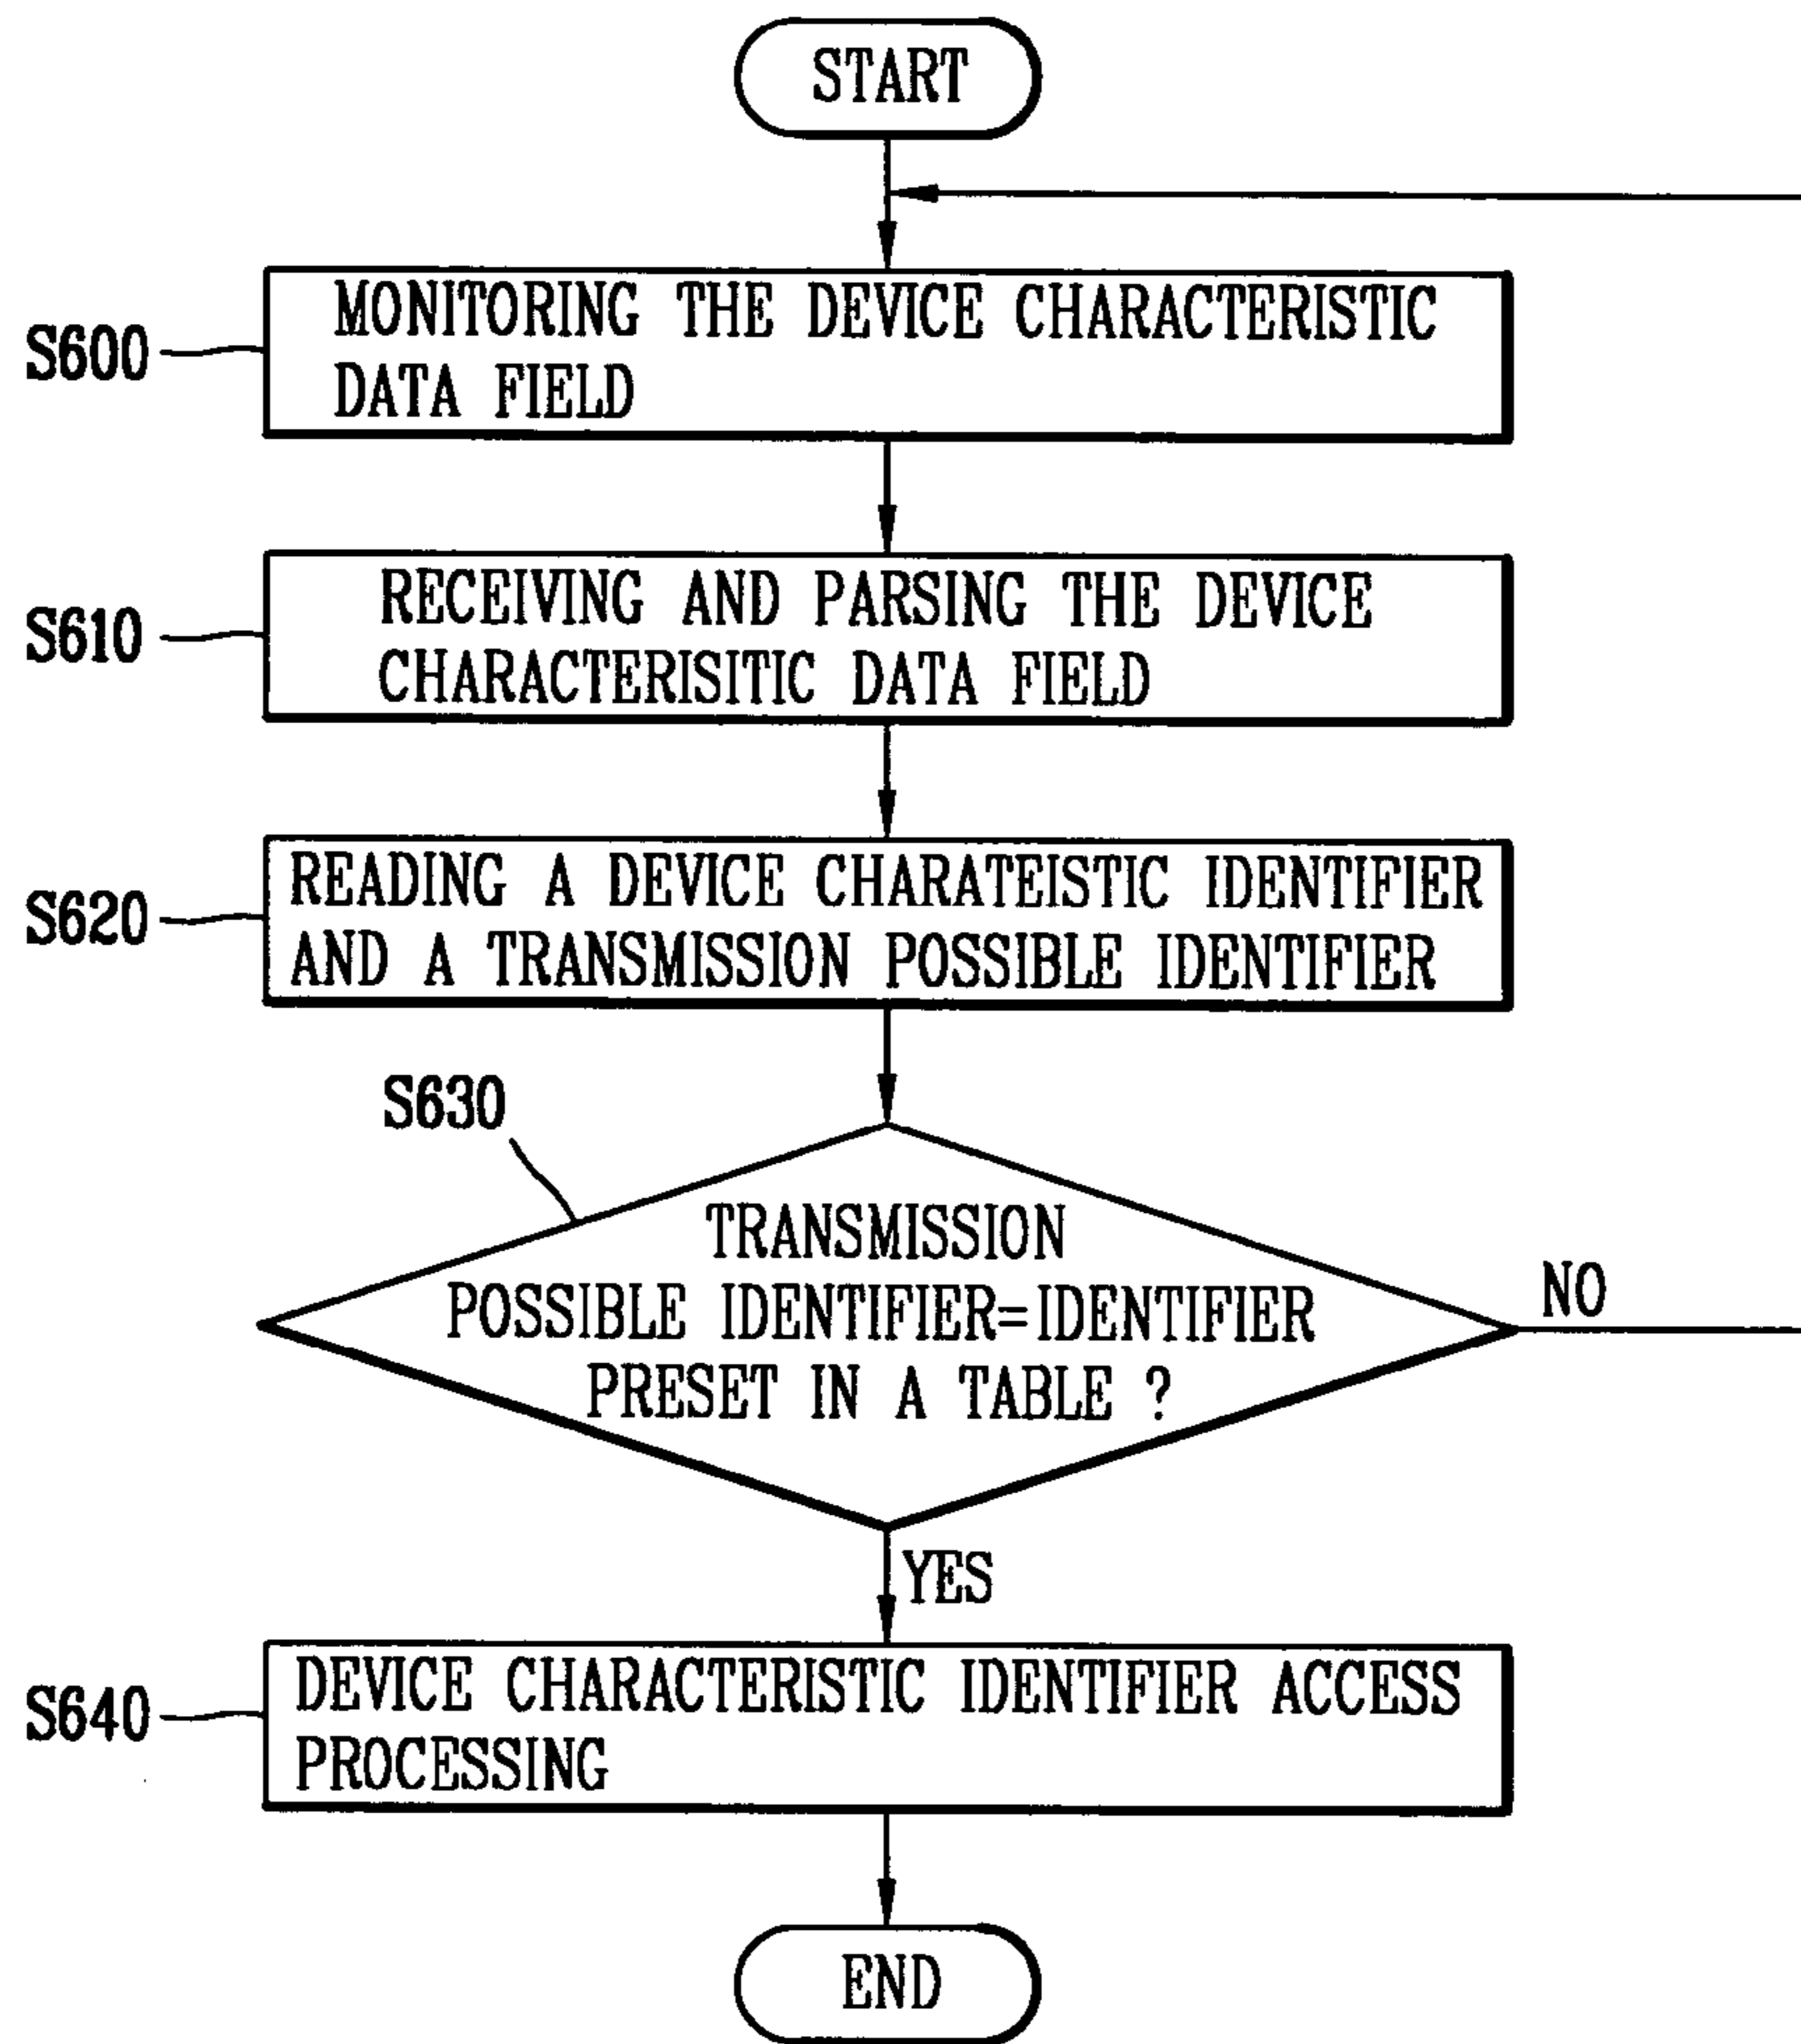 START
S600
MONITORING THE DEVICE CHARACTERISTIC
DATA FIELD
S610
RECEIVING AND PARSING THE DEVICE
CHARACTERISITIC DATA FIELD
S620
READING A DEVICE CHARATEISTIC IDENTIFIER
AND A TRANSMISSION POSSIBLE IDENTIFIER
S630
TRANSMISSION
POSSIBLE IDENTIFIER=IDENTIFIER
PRESET IN A TABLE ?
NO
YES
S640
DEVICE CHARACTERISTIC IDENTIFIER ACCESS
PROCESSING
END